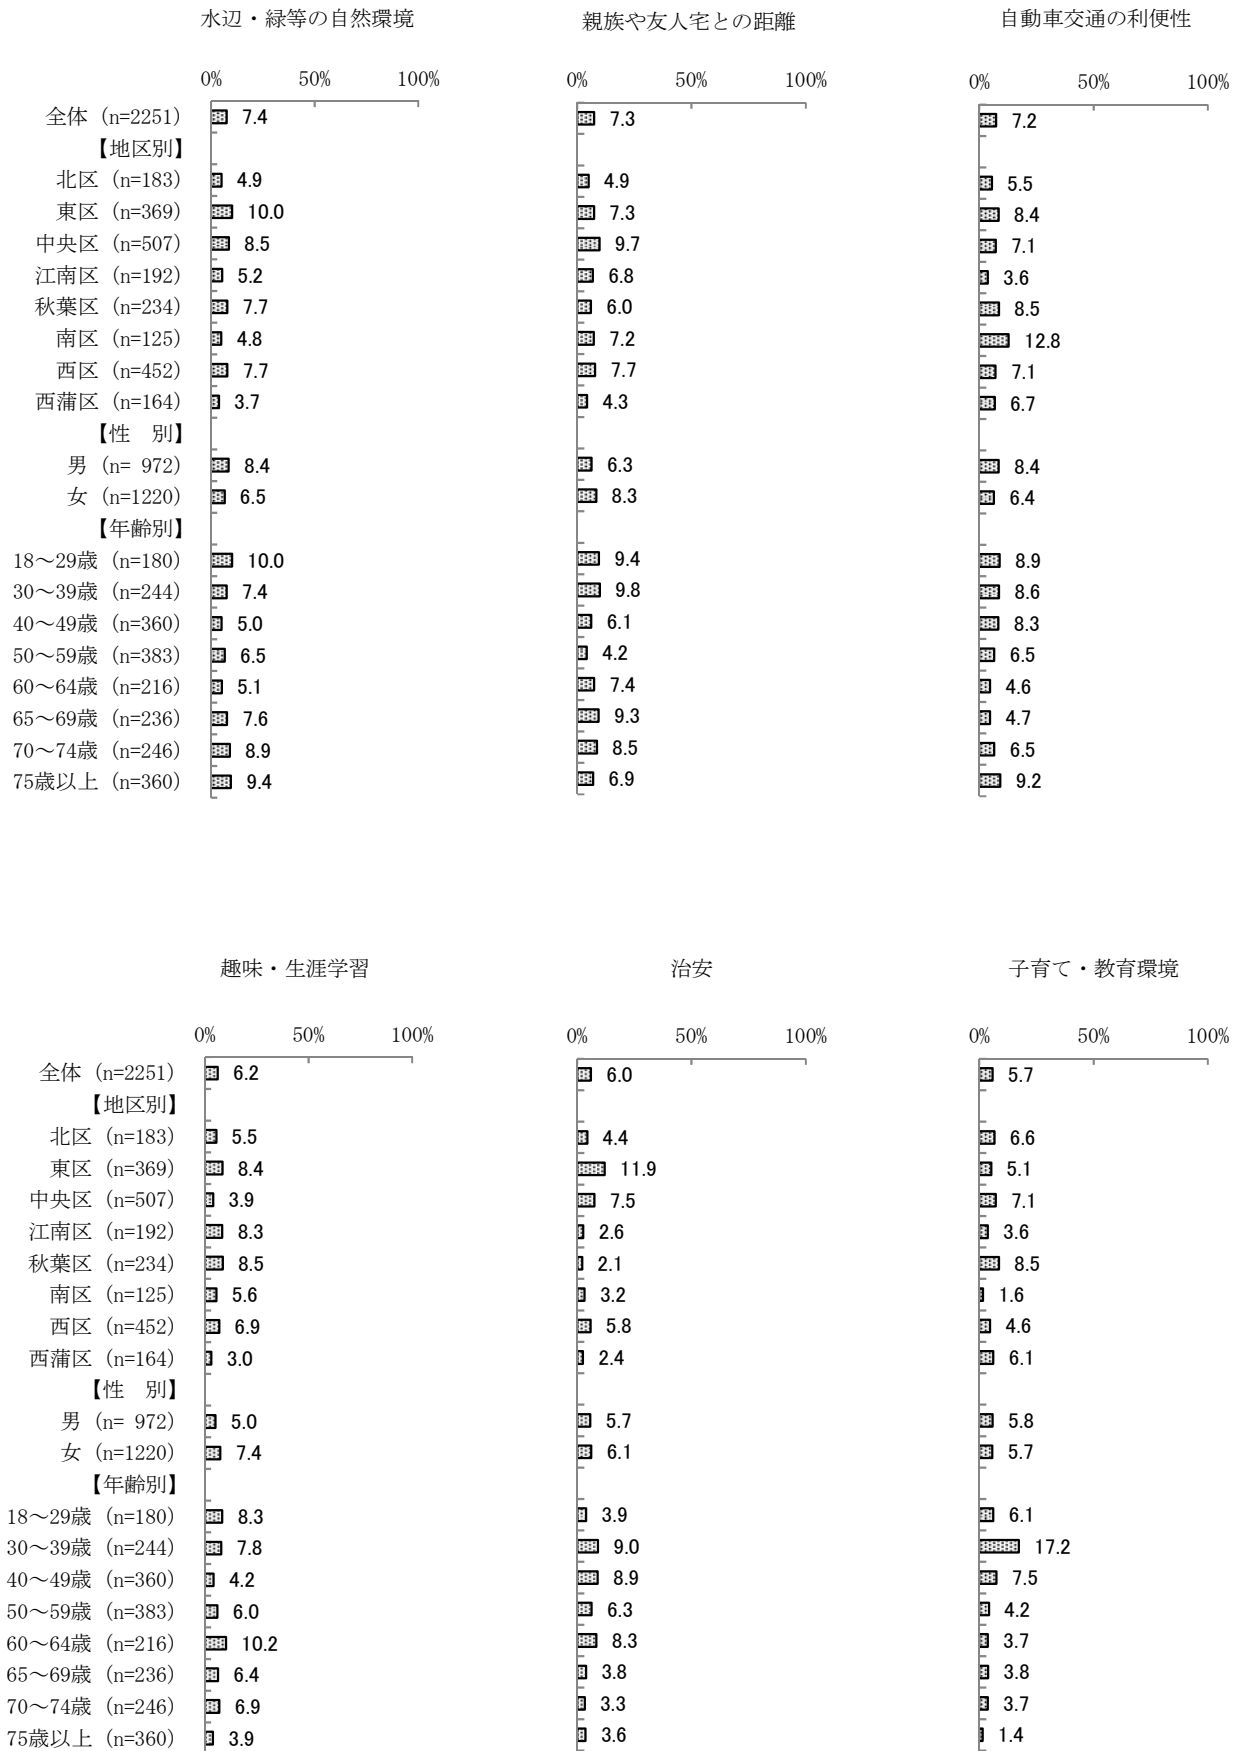 水辺・緑等の自然環境 親族や友人宅との距離 自動車交通の利便性
0% 50% 100% 0% 50% 100% 0% 50% 100%
全体 (n=2251) 7.4 7.3 7.2
【地区別】
北区 (n=183) 4.9 4.9 5.5
東区 (n=369) 10.0 7.3 8.4
中央区 (n=507) 8.5 9.7 7.1
江南区 (n=192) 5.2 6.8 3.6
秋葉区 (n=234) 7.7 6.0 8.5
南区 (n=125) 4.8 7.2 12.8
西区 (n=452) 7.7 7.7 7.1
西蒲区 (n=164) 3.7 4.3 6.7
【性　別】
男 (n= 972) 8.4 6.3 8.4
女 (n=1220) 6.5 8.3 6.4
【年齢別】
18～29歳 (n=180) 10.0 9.4 8.9
30～39歳 (n=244) 7.4 9.8 8.6
40～49歳 (n=360) 5.0 6.1 8.3
50～59歳 (n=383) 6.5 4.2 6.5
60～64歳 (n=216) 5.1 7.4 4.6
65～69歳 (n=236) 7.6 9.3 4.7
70～74歳 (n=246) 8.9 8.5 6.5
75歳以上 (n=360) 9.4 6.9 9.2
趣味・生涯学習 治安 子育て・教育環境
0% 50% 100% 0% 50% 100% 0% 50% 100%
全体 (n=2251) 6.2 6.0 5.7
【地区別】
北区 (n=183) 5.5 4.4 6.6
東区 (n=369) 8.4 11.9 5.1
中央区 (n=507) 3.9 7.5 7.1
江南区 (n=192) 8.3 2.6 3.6
秋葉区 (n=234) 8.5 2.1 8.5
南区 (n=125) 5.6 3.2 1.6
西区 (n=452) 6.9 5.8 4.6
西蒲区 (n=164) 3.0 2.4 6.1
【性　別】
男 (n= 972) 5.0 5.7 5.8
女 (n=1220) 7.4 6.1 5.7
【年齢別】
18～29歳 (n=180) 8.3 3.9 6.1
30～39歳 (n=244) 7.8 9.0 17.2
40～49歳 (n=360) 4.2 8.9 7.5
50～59歳 (n=383) 6.0 6.3 4.2
60～64歳 (n=216) 10.2 8.3 3.7
65～69歳 (n=236) 6.4 3.8 3.8
70～74歳 (n=246) 6.9 3.3 3.7
75歳以上 (n=360) 3.9 3.6 1.4